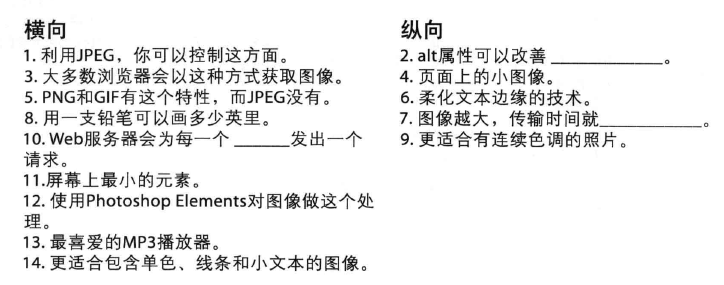 横向
1. 利用JPEG，你可以控制这方面。
3. 大多数浏览器会以这种方式获取图像。
5. PNG和GIF有这个特性，而JPEG没有。
8. 用一支铅笔可以画多少英里。
10. Web服务器会为每一个 ______发出一个
请求。
11.屏幕上最小的元素。
12. 使用Photoshop Elements对图像做这个处
理。
13. 最喜爱的MP3播放器。
14. 更适合包含单色、线条和小文本的图像。
纵向
2. alt属性可以改善 ____________。
4. 页面上的小图像。
6. 柔化文本边缘的技术。
7. 图像越大，传输时间就___________。
9. 更适合有连续色调的照片。